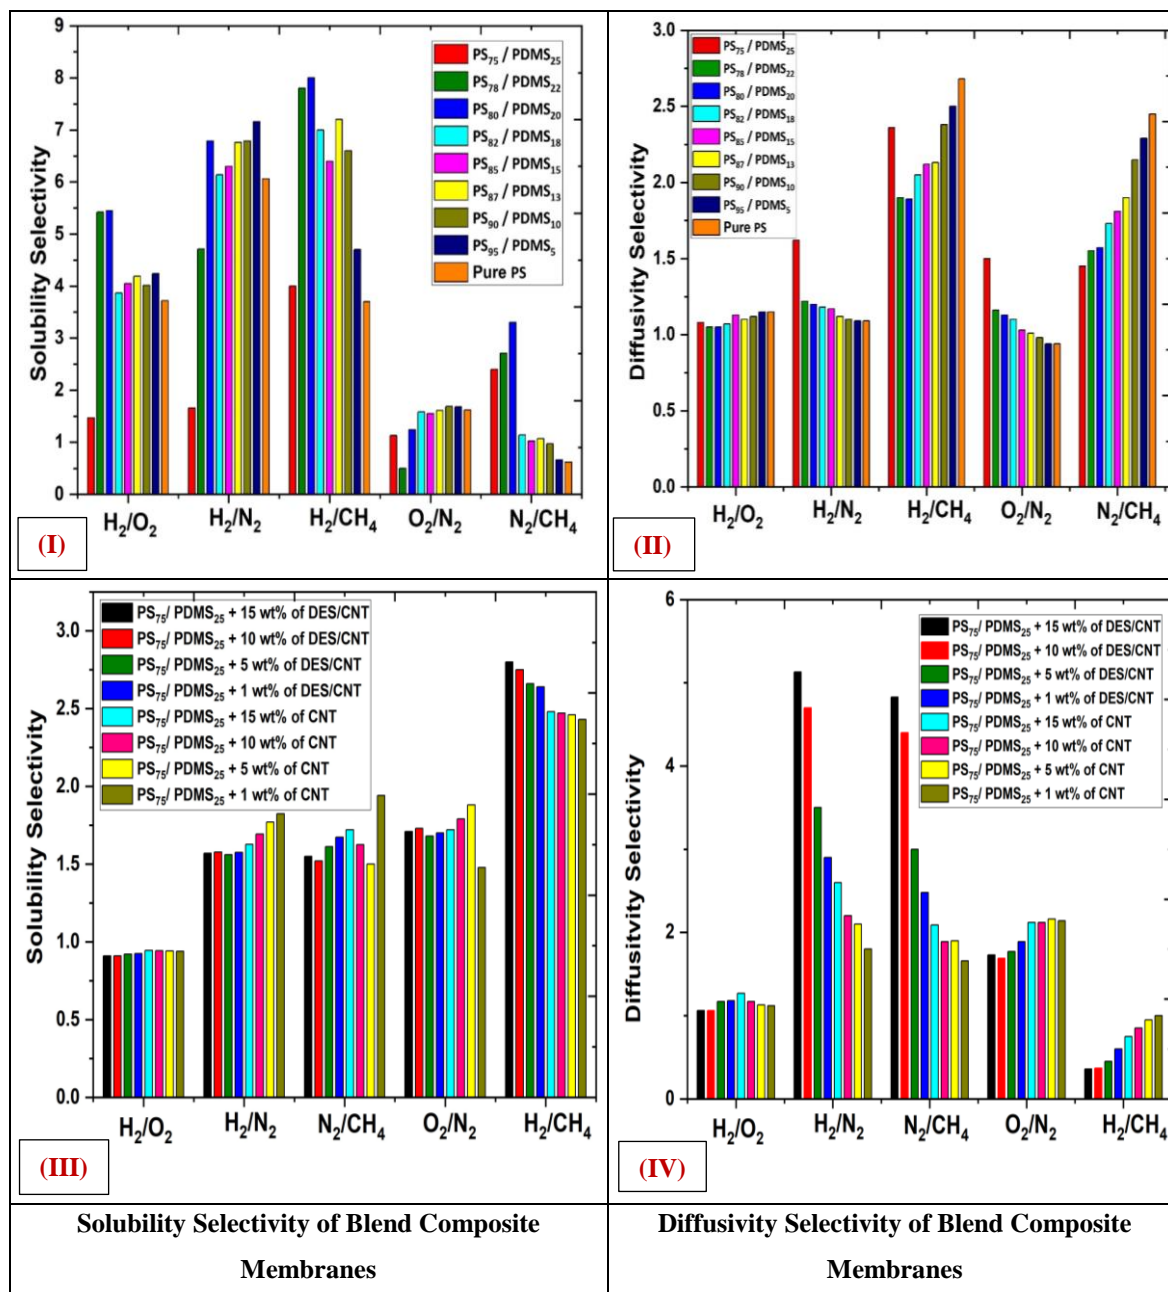 9
8
7
6
5
4
3
2
1
0
Solubility Selectivity
PS₇₅ / PDMS₂₅
PS₇₈ / PDMS₂₂
PS₈₀ / PDMS₂₀
PS₈₂ / PDMS₁₈
PS₈₅ / PDMS₁₅
PS₈₇ / PDMS₁₃
PS₉₀ / PDMS₁₀
PS₉₅ / PDMS₅
Pure PS
H₂/O₂ H₂/N₂ H₂/CH₄ O₂/N₂ N₂/CH₄
(I)
3.0
2.5
2.0
1.5
1.0
0.5
0.0
Diffusivity Selectivity
PS₇₅ / PDMS₂₅
PS₇₈ / PDMS₂₂
PS₈₀ / PDMS₂₀
PS₈₂ / PDMS₁₈
PS₈₅ / PDMS₁₅
PS₈₇ / PDMS₁₃
PS₉₀ / PDMS₁₀
PS₉₅ / PDMS₅
Pure PS
H₂/O₂ H₂/N₂ H₂/CH₄ O₂/N₂ N₂/CH₄
(II)
3.0
2.5
2.0
1.5
1.0
0.5
0.0
Solubility Selectivity
PS₇₅/ PDMS₂₅ + 15 wt% of DES/CNT
PS₇₅/ PDMS₂₅ + 10 wt% of DES/CNT
PS₇₅/ PDMS₂₅ + 5 wt% of DES/CNT
PS₇₅/ PDMS₂₅ + 1 wt% of DES/CNT
PS₇₅/ PDMS₂₅ + 15 wt% of CNT
PS₇₅/ PDMS₂₅ + 10 wt% of CNT
PS₇₅/ PDMS₂₅ + 5 wt% of CNT
PS₇₅/ PDMS₂₅ + 1 wt% of CNT
H₂/O₂ H₂/N₂ N₂/CH₄ O₂/N₂ H₂/CH₄
(III)
6
4
2
0
Diffusitvity Selectivity
PS₇₅/ PDMS₂₅ + 15 wt% of DES/CNT
PS₇₅/ PDMS₂₅ + 10 wt% of DES/CNT
PS₇₅/ PDMS₂₅ + 5 wt% of DES/CNT
PS₇₅/ PDMS₂₅ + 1 wt% of DES/CNT
PS₇₅/ PDMS₂₅ + 15 wt% of CNT
PS₇₅/ PDMS₂₅ + 10 wt% of CNT
PS₇₅/ PDMS₂₅ + 5 wt% of CNT
PS₇₅/ PDMS₂₅ + 1 wt% of CNT
H₂/O₂ H₂/N₂ N₂/CH₄ O₂/N₂ H₂/CH₄
(IV)
Solubility Selectivity of Blend Composite
Membranes
Diffusivity Selectivity of Blend Composite
Membranes